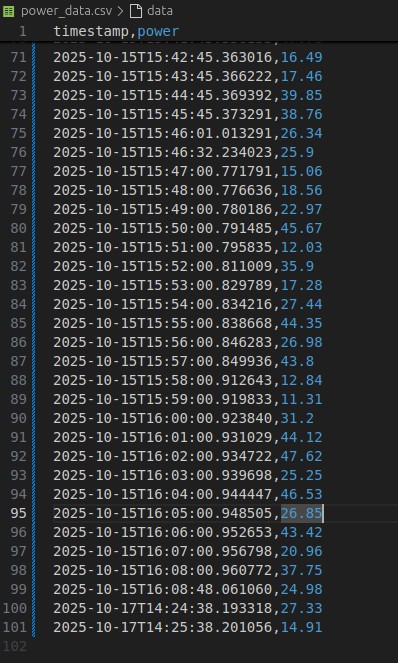 power_data.csv > data
1 timestamp,power
71 2025-10-15T15:42:45.363016,16.49
72 2025-10-15T15:43:45.366222,17.46
73 2025-10-15T15:44:45.369392,39.85
74 2025-10-15T15:45:45.373291,38.76
75 2025-10-15T15:46:01.013291,26.34
76 2025-10-15T15:46:32.234023,25.9
77 2025-10-15T15:47:00.771791,15.06
78 2025-10-15T15:48:00.776636,18.56
79 2025-10-15T15:49:00.780186,22.97
80 2025-10-15T15:50:00.791485,45.67
81 2025-10-15T15:51:00.795835,12.03
82 2025-10-15T15:52:00.811009,35.9
83 2025-10-15T15:53:00.829789,17.28
84 2025-10-15T15:54:00.834216,27.44
85 2025-10-15T15:55:00.838668,44.35
86 2025-10-15T15:56:00.846283,26.98
87 2025-10-15T15:57:00.849936,43.8
88 2025-10-15T15:58:00.912643,12.84
89 2025-10-15T15:59:00.919833,11.31
90 2025-10-15T16:00:00.923840,31.2
91 2025-10-15T16:01:00.931029,44.12
92 2025-10-15T16:02:00.934722,47.62
93 2025-10-15T16:03:00.939698,25.25
94 2025-10-15T16:04:00.944447,46.53
95 2025-10-15T16:05:00.948505,26.85
96 2025-10-15T16:06:00.952653,43.42
97 2025-10-15T16:07:00.956798,20.96
98 2025-10-15T16:08:00.960772,37.75
99 2025-10-15T16:08:48.061060,24.98
100 2025-10-17T14:24:38.193318,27.33
101 2025-10-17T14:25:38.201056,14.91
102